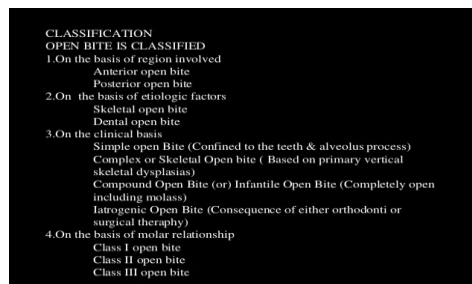 CLASSIFICATION
OPEN BITE IS CLASSIFIED
1.On the basis of region involved
Anterior open bite
Posterior open bite
2.On  the basis of etiologic factors
Skeletal open bite
Dental open bite
3.On the clinical basis
Simple open Bite (Confined to the teeth & alveolus process)
Complex or Skeletal Open bite ( Based on primary vertical
skeletal dysplasias)
Compound Open Bite (or) Infantile Open Bite (Completely open
including molass)
Iatrogenic Open Bite (Consequence of either orthodonti or
surgical theraphy)
4.On the basis of molar relationship
Class I open bite
Class II open bite
Class III open bite